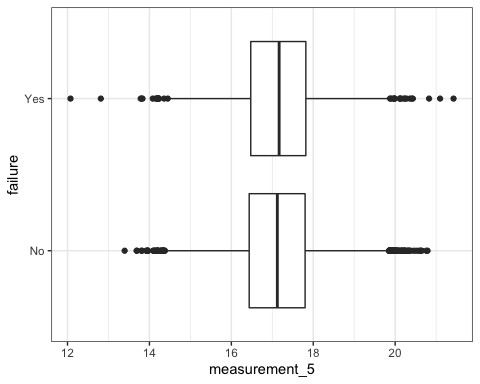 failure
Yes
No
12 14 16 18 20
measurement_5